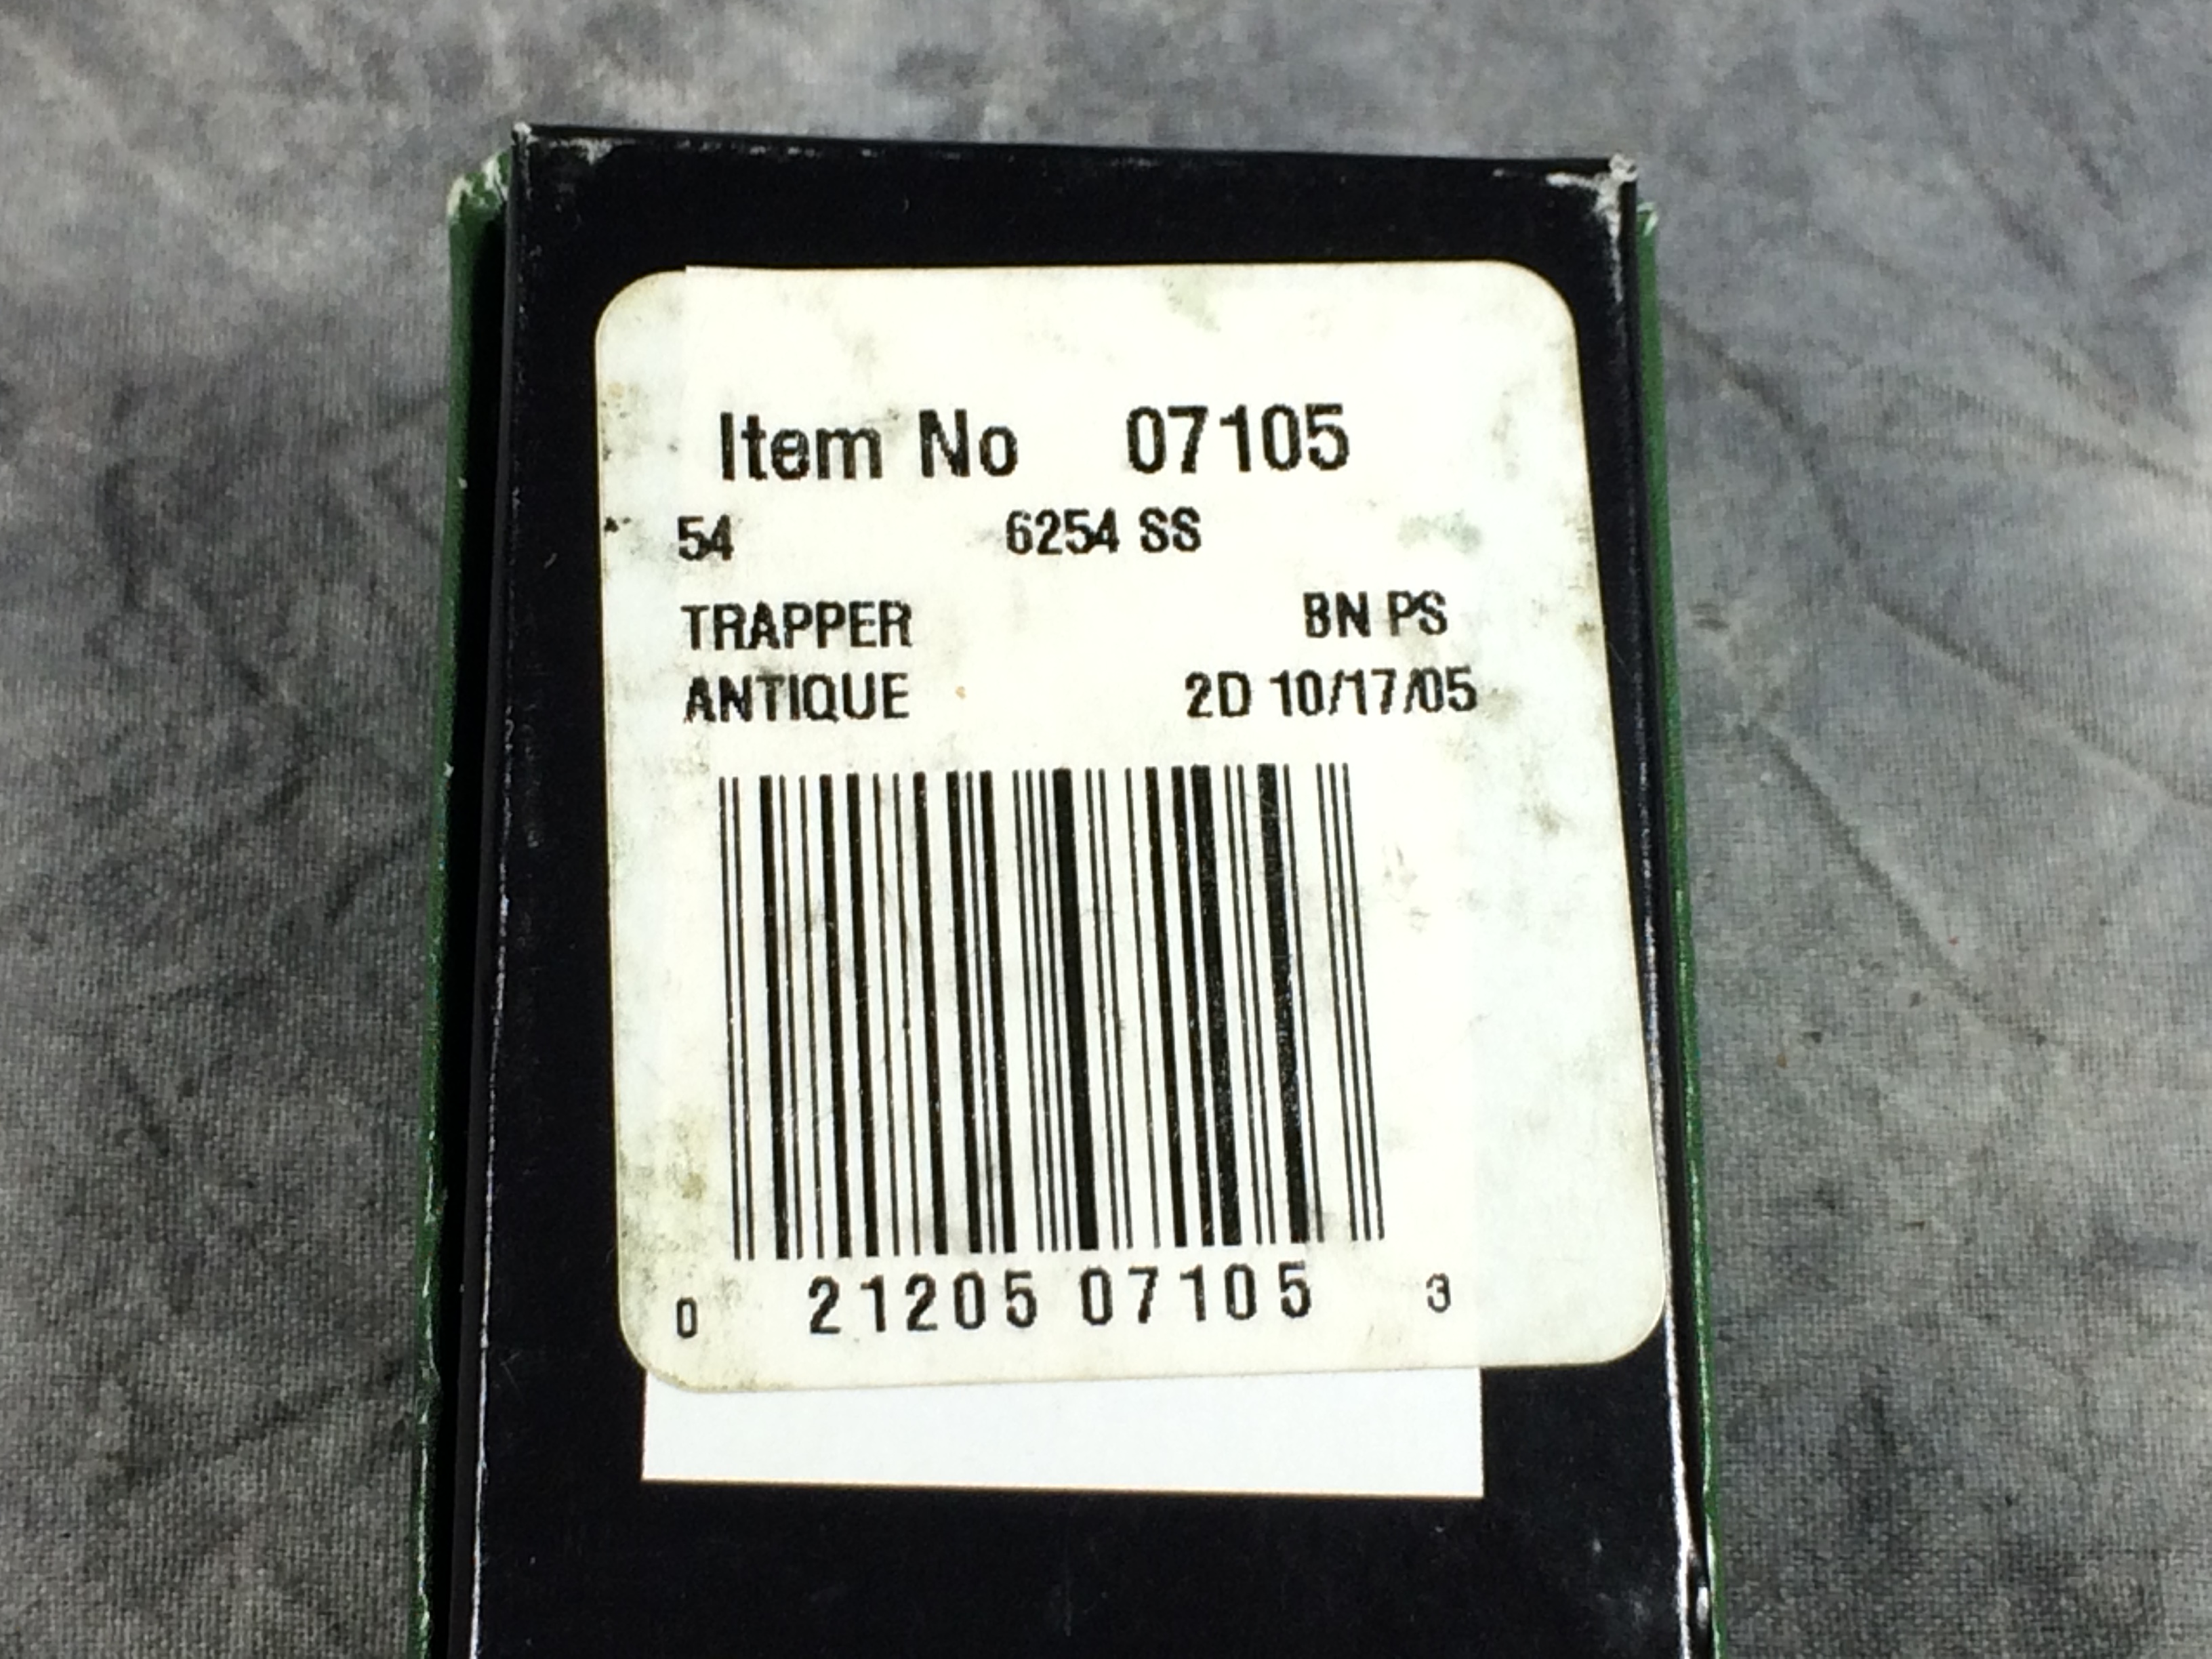 Item No 07105
54 6254 SS
TRAPPER BN PS
ANTIQUE 2D 10/17/05
0 21205 07105 3